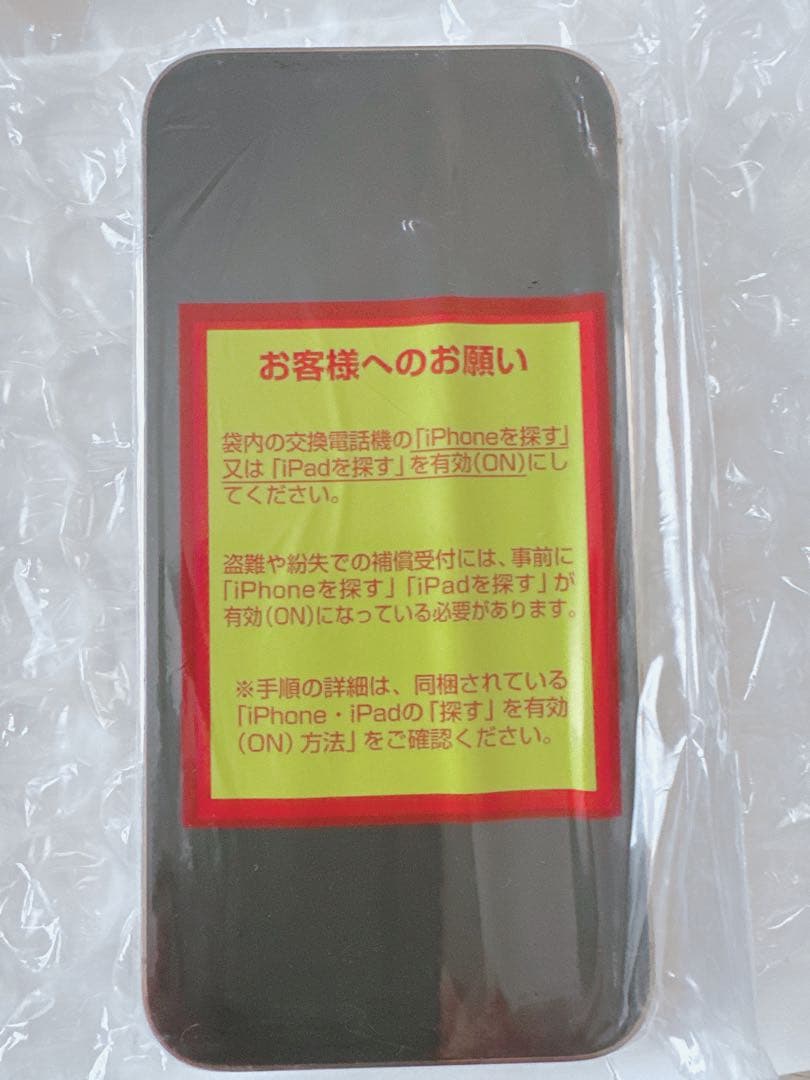 お客様へのお願い
袋内の交換電話機の「iPhoneを探す」
又は「iPadを探す」を有効(ON)にし
てください。
盗難や紛失での補償受付には、事前に
「iPhoneを探す」「iPadを探す」が
有効(ON)になっている必要があります。
※手順の詳細は、同梱されている
「iPhone・iPadの「探す」を有効
(ON)方法」をご確認ください。